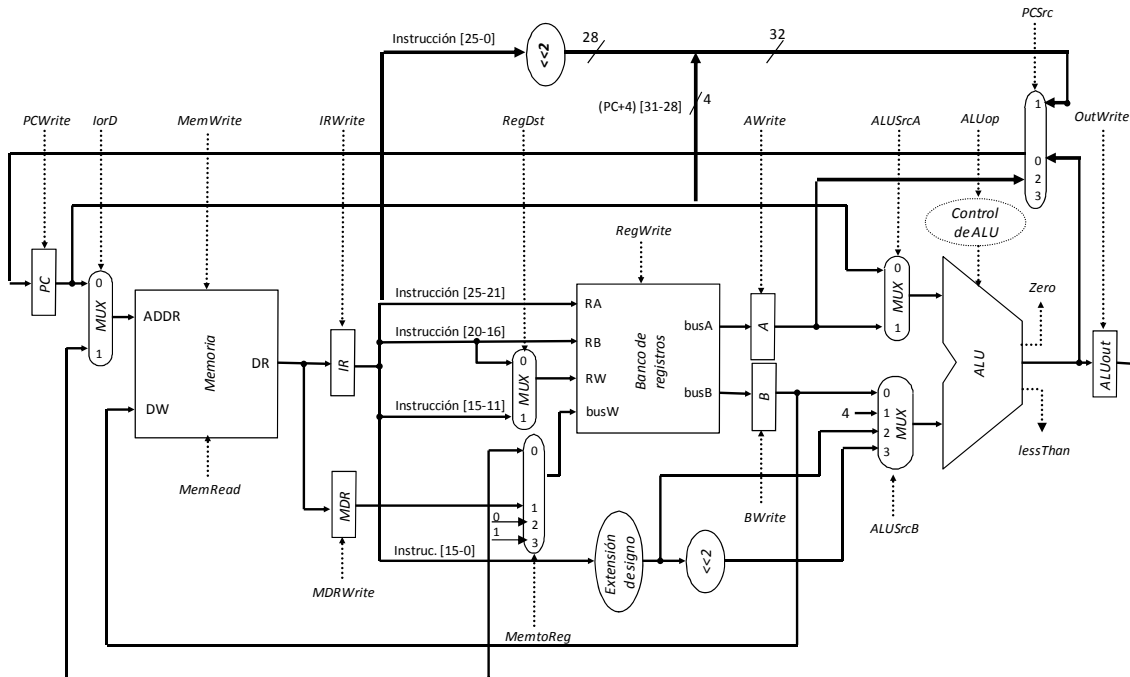 PCSrc
Instrucción [25-0]
<<2
28
32
(PC+4) [31-28]
4
1
0
2
3
PCWrite
IorD
MemWrite
IRWrite
RegDst
AWrite
ALUSrcA
ALUop
OutWrite
Control
de ALU
RegWrite
PC
0
MUX
1
ADDR
Memoria
DR
DW
MemRead
IR
Instrucción [25-21]
Instrucción [20-16]
Instrucción [15-11]
0
MUX
1
RA
RB
RW
busW
Banco de
registros
busA
busB
A
B
0
MUX
1
4
0
1
2
3
MUX
ALU
Zero
lessThan
ALUout
MDR
MDRWrite
0
1
0
1
2
3
MemtoReg
Instruc. [15-0]
Extensión
de signo
<<2
BWrite
ALUSrcB